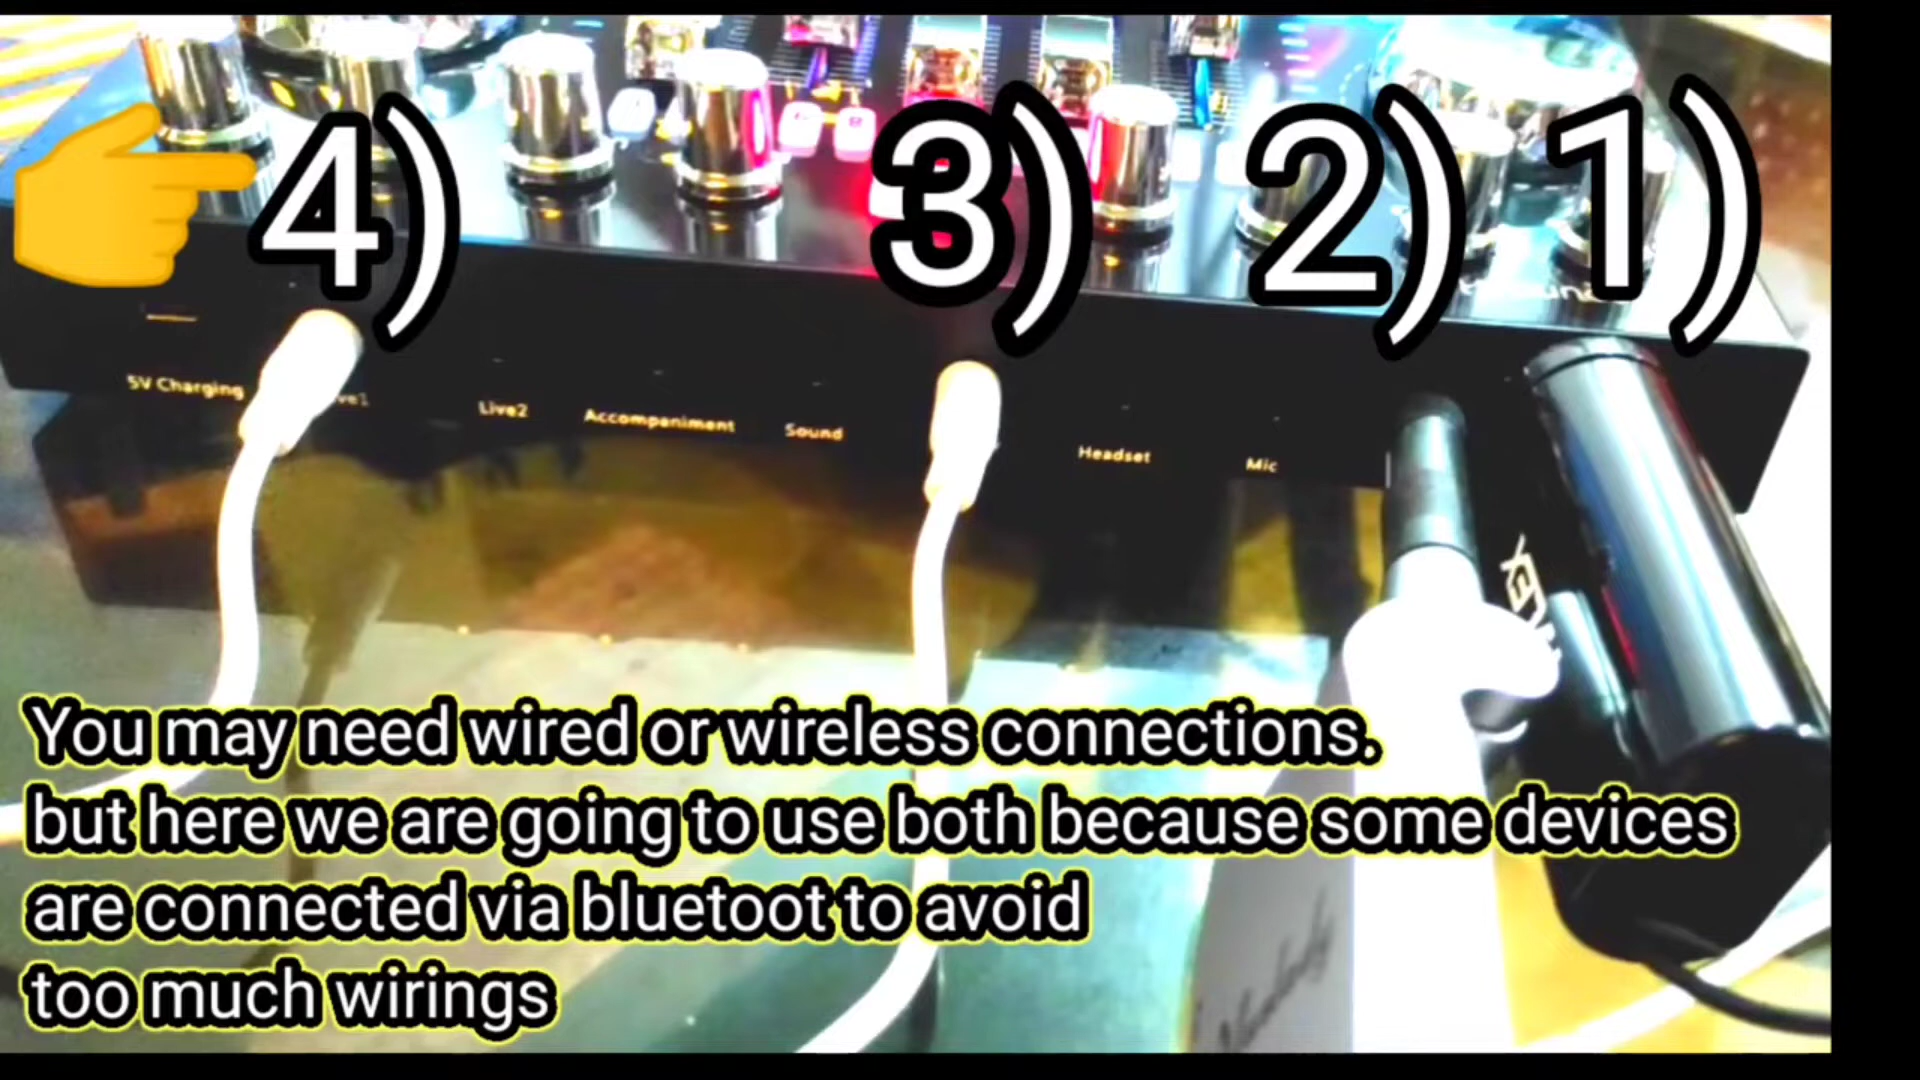 4)
3)
2)
1)
5V Charging
Live2
Accompaniment
Sound
Headset
Mic
You may need wired or wireless connections.
but here we are going to use both because some devices
are connected via bluetoot to avoid
too much wirings